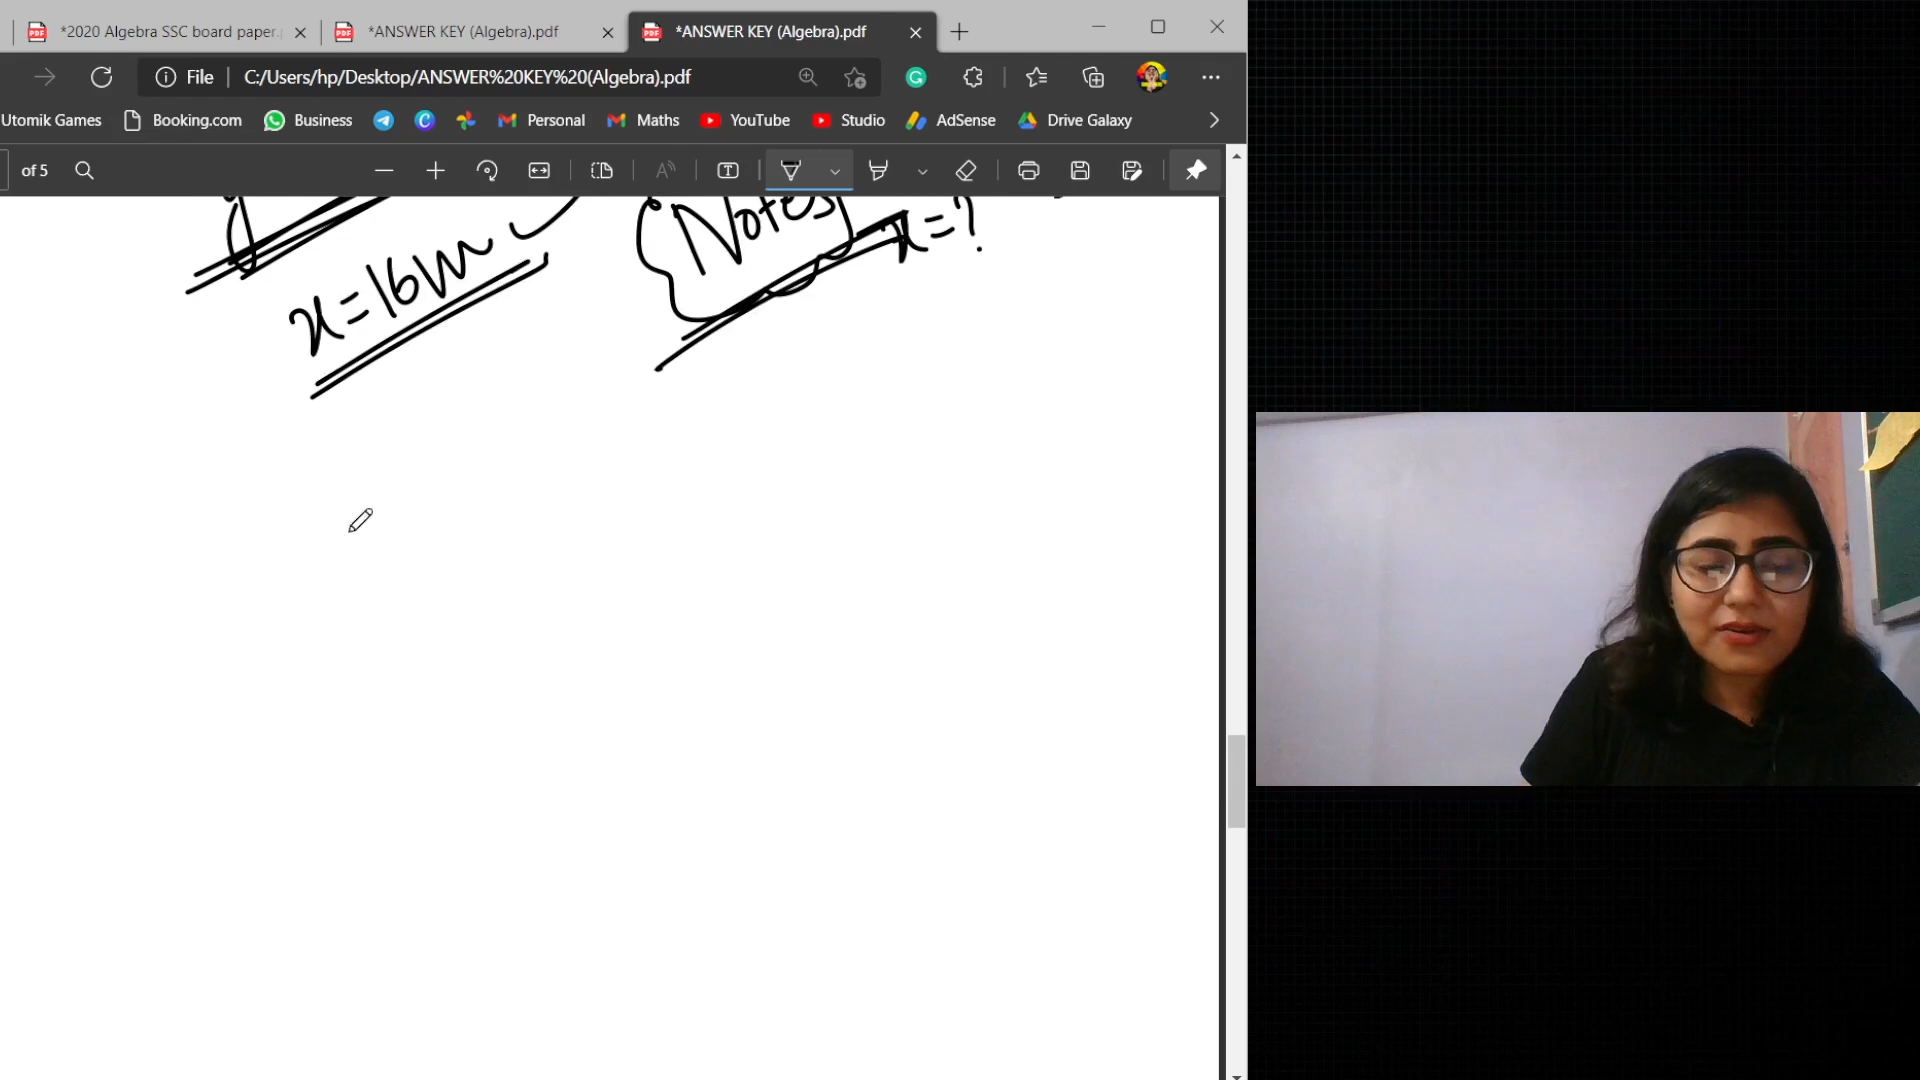 *2020 Algebra SSC board paper.p
*ANSWER KEY (Algebra).pdf
*ANSWER KEY (Algebra).pdf
File
C:/Users/hp/Desktop/ANSWER%20KEY%20(Algebra).pdf
Utomik Games
Booking.com
Business
Personal
Maths
YouTube
Studio
AdSense
Drive Galaxy
of 5
Notes
x=?
x=16m